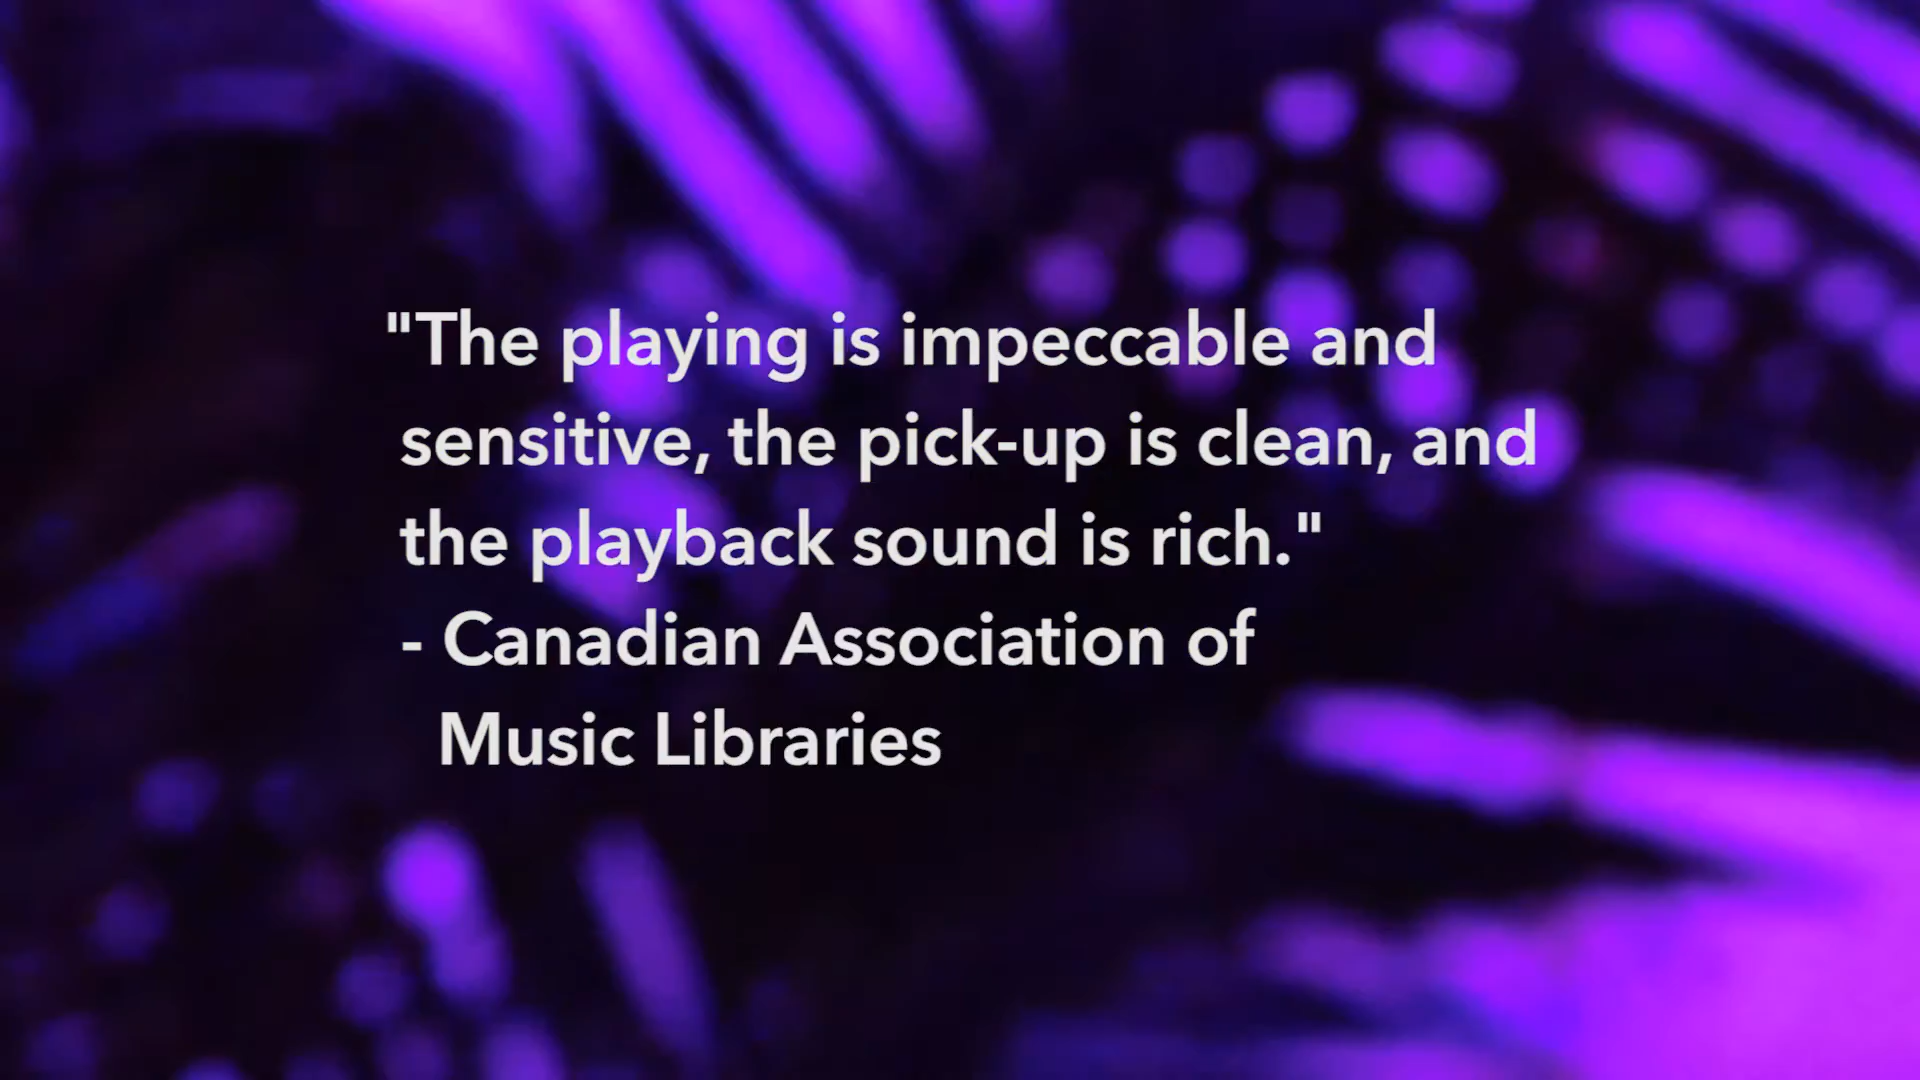 "The playing is impeccable and
sensitive, the pick-up is clean, and
the playback sound is rich."
- Canadian Association of
Music Libraries